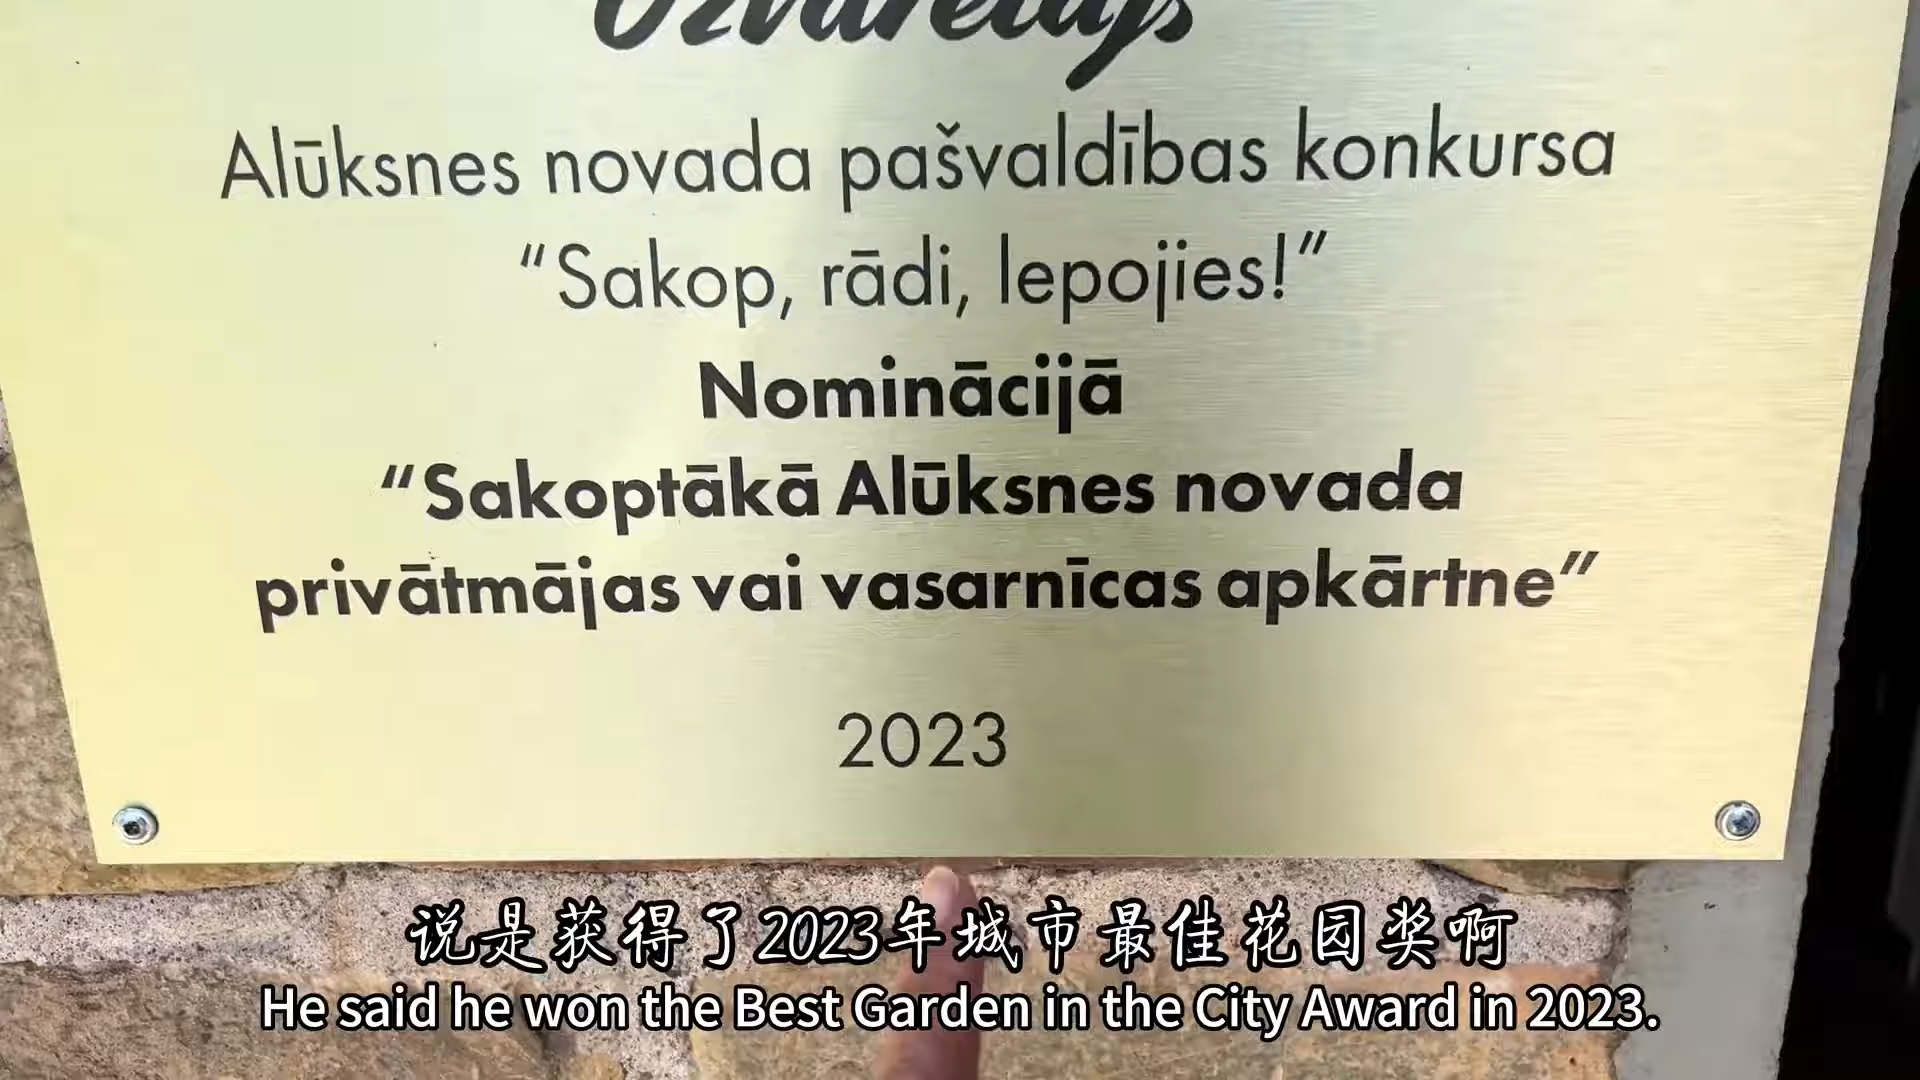 Uzvarētājs
Alūksnes novada pašvaldības konkursa
“Sakop, rādi, lepojies!”
Nominācijā
“Sakoptākā Alūksnes novada
privātmājas vai vasarnīcas apkārtne”
2023
说是获得了2023年城市最佳花园奖啊
He said he won the Best Garden in the City Award in 2023.